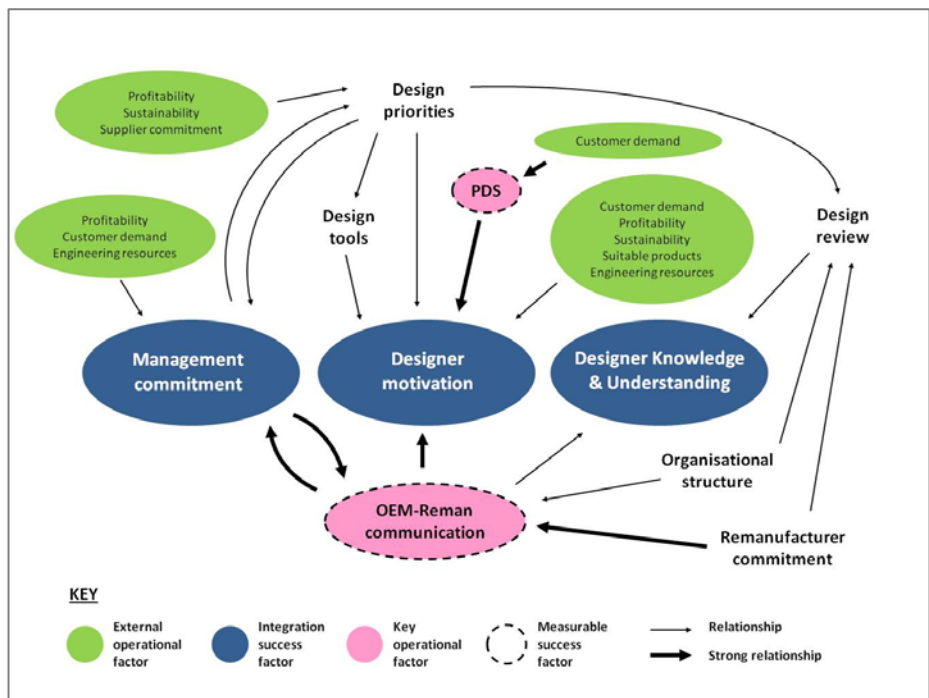 Profitability
Sustainability
Supplier commitment
Design
priorities
Customer demand
PDS
Profitability
Customer demand
Engineering resources
Design
tools
Customer demand
Profitability
Sustainability
Suitable products
Engineering resources
Design
review
Management
commitment
Designer
motivation
Designer Knowledge
& Understanding
Organisational
structure
OEM-Reman
communication
Remanufacturer
commitment
KEY
External
operational
factor
Integration
success
factor
Key
operational
factor
Measurable
success
factor
Relationship
Strong relationship